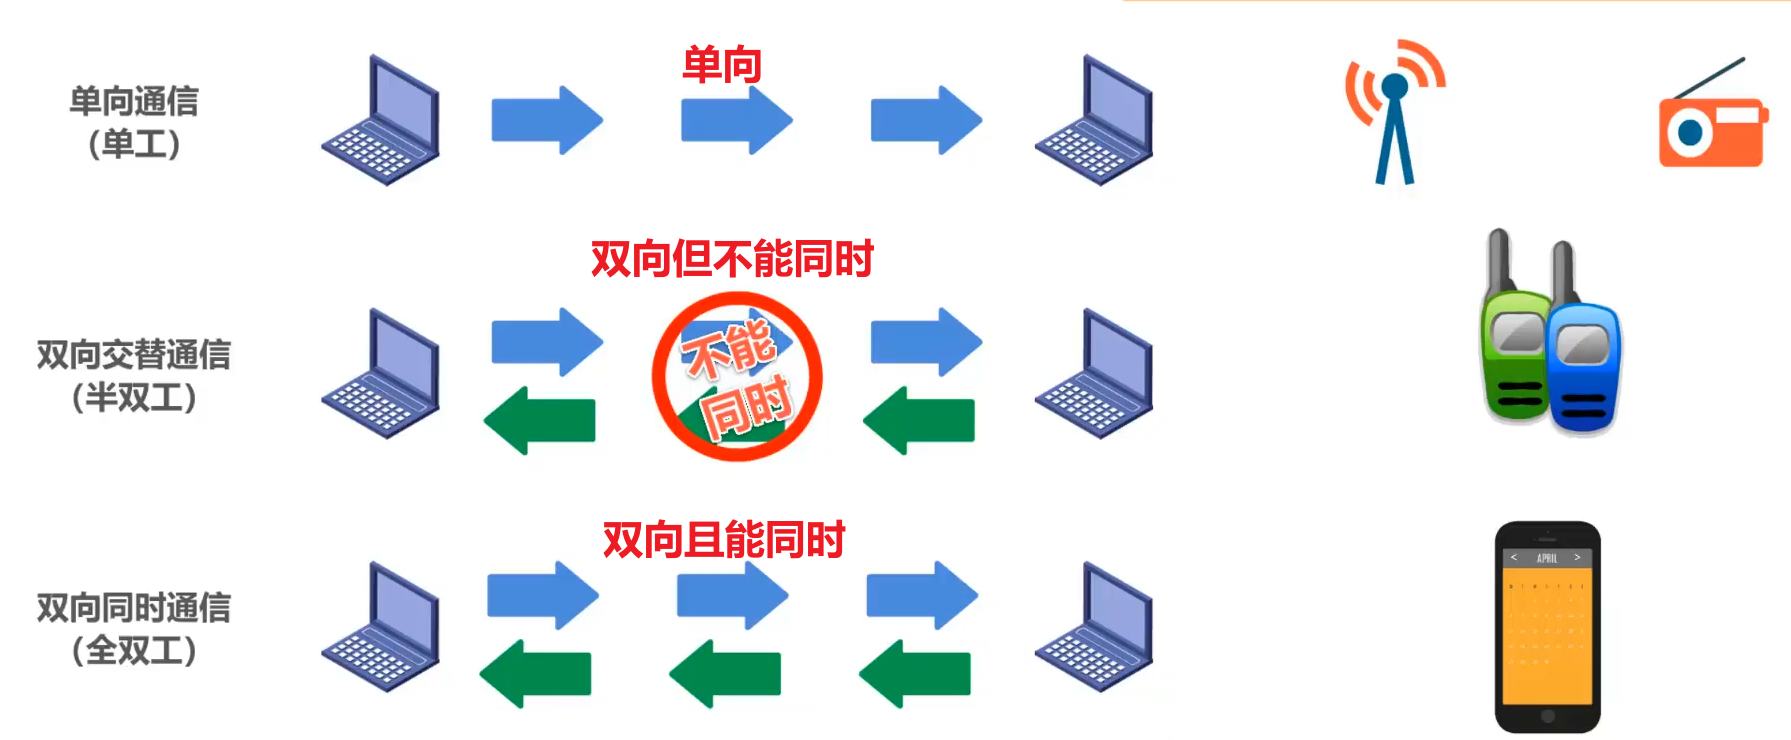 单向
单向通信
（单工）
双向但不能同时
双向交替通信
（半双工）
不能
同时
双向且能同时
双向同时通信
（全双工）
< APRIL >